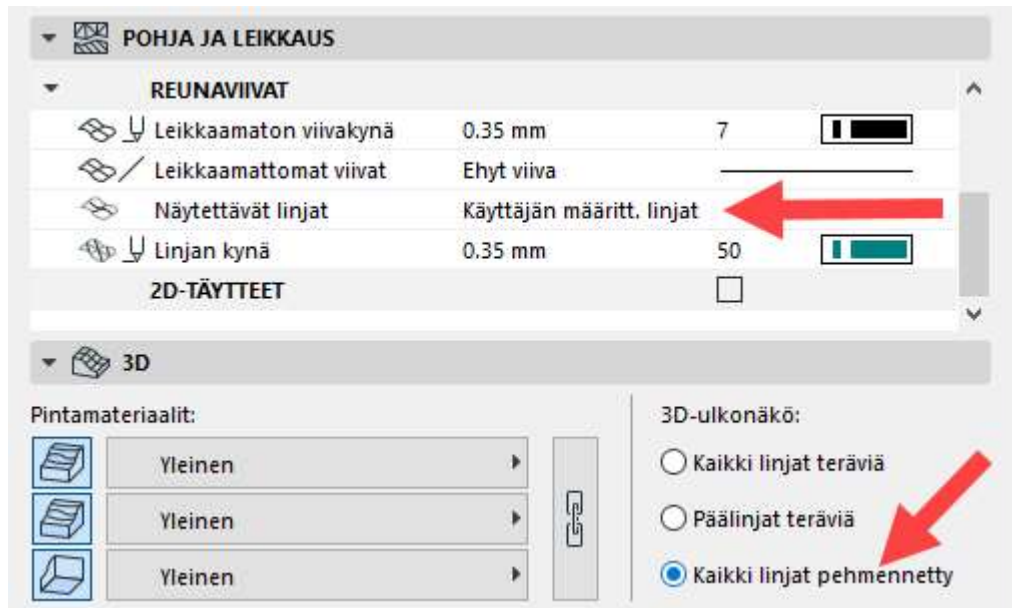 POHJA JA LEIKKAUS
REUNAVIIVAT
Leikkaamaton viivakynä 0.35 mm 7
Leikkaamattomat viivat Ehyt viiva
Näytettävät linjat Käyttäjän määritt. linjat
Linjan kynä 0.35 mm 50
2D-TÄYTTEET
3D
Pintamateriaalit:
Yleinen
Yleinen
Yleinen
3D-ulkonäkö:
Kaikki linjat teräviä
Päälinjat teräviä
Kaikki linjat pehmennetty